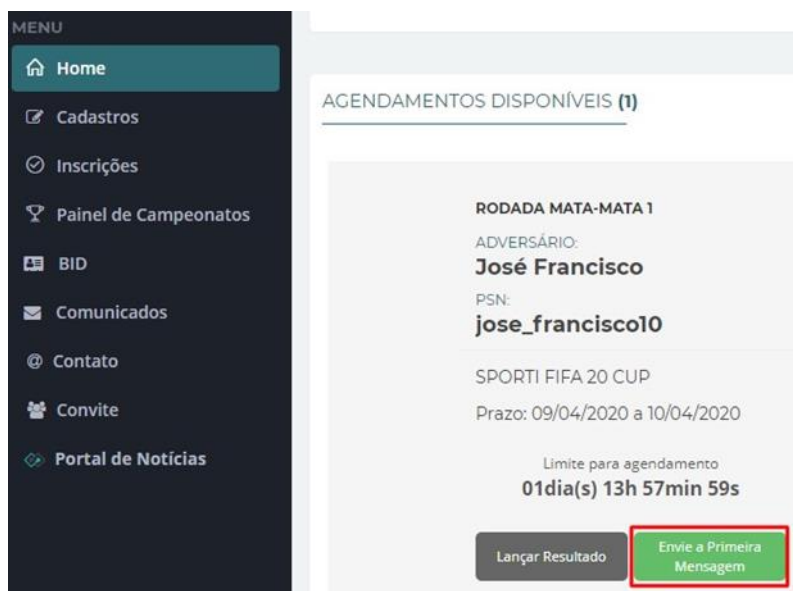 MENU
Home
Cadastros
Inscrições
Painel de Campeonatos
BID
Comunicados
Contato
Convite
Portal de Notícias
AGENDAMENTOS DISPONÍVEIS (1)
RODADA MATA-MATA 1
ADVERSÁRIO:
José Francisco
PSN:
jose_francisco10
SPORTI FIFA 20 CUP
Prazo: 09/04/2020 a 10/04/2020
Limite para agendamento
01dia(s) 13h 57min 59s
Lançar Resultado
Envie a Primeira
Mensagem